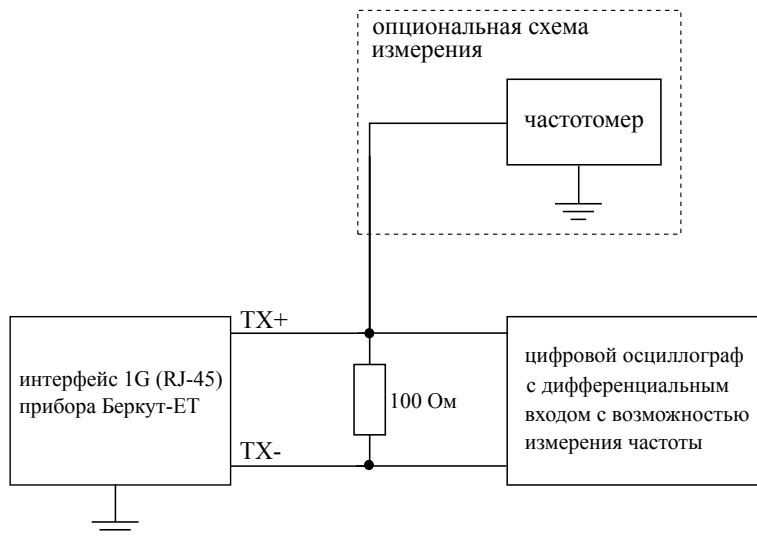 опциональная схема
измерения
частотомер
TX+
интерфейс 1G (RJ-45)
прибора Беркут-ET
100 Ом
TX-
цифровой осциллограф
с дифференциальным
входом с возможностью
измерения частоты